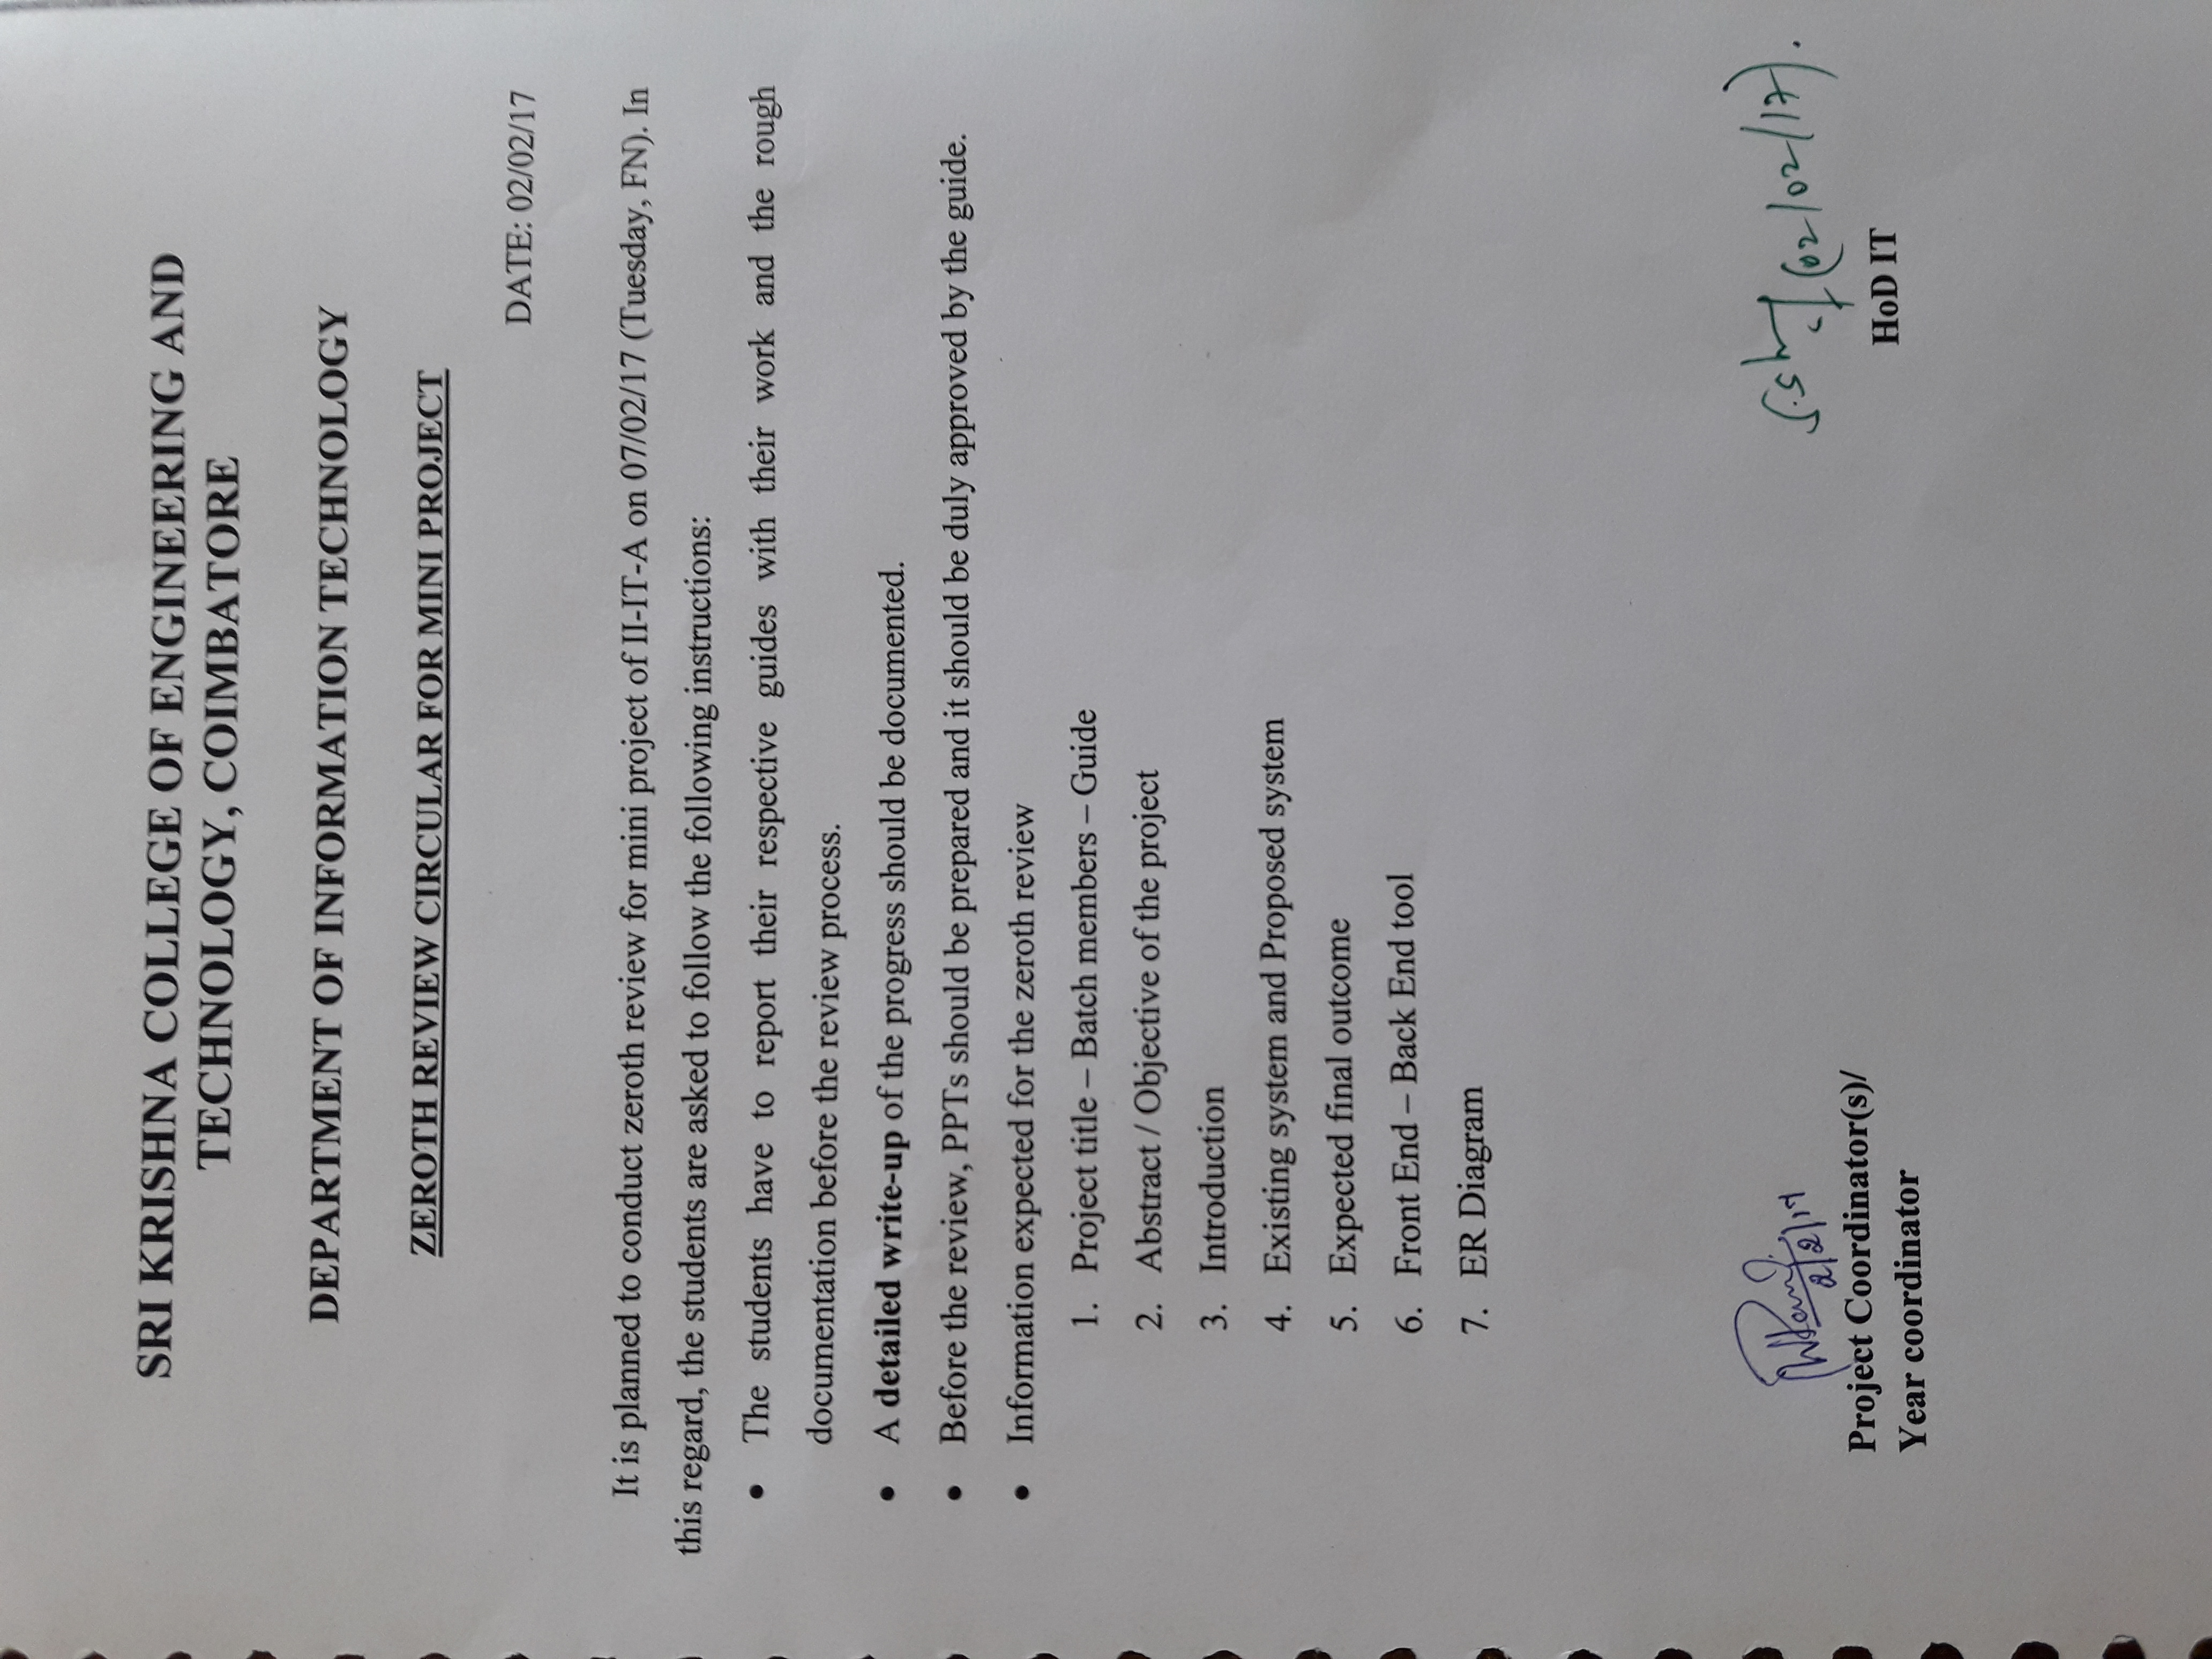 SRI KRISHNA COLLEGE OF ENGINEERING AND
TECHNOLOGY, COIMBATORE
DEPARTMENT OF INFORMATION TECHNOLOGY
ZEROTH REVIEW CIRCULAR FOR MINI PROJECT
DATE: 02/02/17
It is planned to conduct zeroth review for mini project of II-IT-A on 07/02/17 (Tuesday, FN). In
this regard, the students are asked to follow the following instructions:
• The students have to report their respective guides with their work and the rough
documentation before the review process.
• A detailed write-up of the progress should be documented.
• Before the review, PPTs should be prepared and it should be duly approved by the guide.
• Information expected for the zeroth review
1. Project title – Batch members – Guide
2. Abstract / Objective of the project
3. Introduction
4. Existing system and Proposed system
5. Expected final outcome
6. Front End – Back End tool
7. ER Diagram
2/2/17
(02/02/17).
Project Coordinator(s)/
Year coordinator
HoD IT